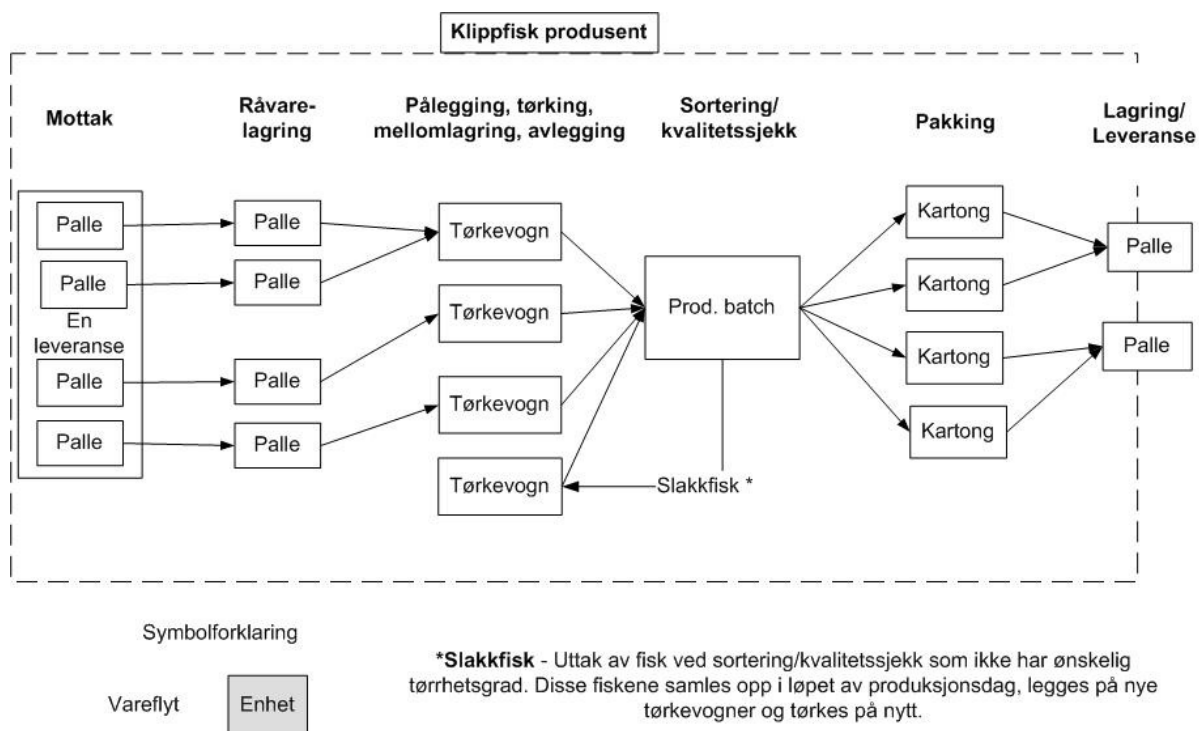 Klippfisk produsent
Mottak
Råvare-
lagring
Pålegging, tørking,
mellomlagring, avlegging
Sortering/
kvalitetssjekk
Pakking
Lagring/
Leveranse
Palle
Palle
En
leveranse
Palle
Palle
Palle
Palle
Palle
Palle
Tørkevogn
Tørkevogn
Tørkevogn
Tørkevogn
Prod. batch
Slakkfisk *
Kartong
Kartong
Kartong
Kartong
Palle
Palle
Symbolforklaring
Vareflyt
Enhet
*Slakkfisk - Uttak av fisk ved sortering/kvalitetssjekk som ikke har ønskelig
tørrhetsgrad. Disse fiskene samles opp i løpet av produksjonsdag, legges på nye
tørkevogner og tørkes på nytt.